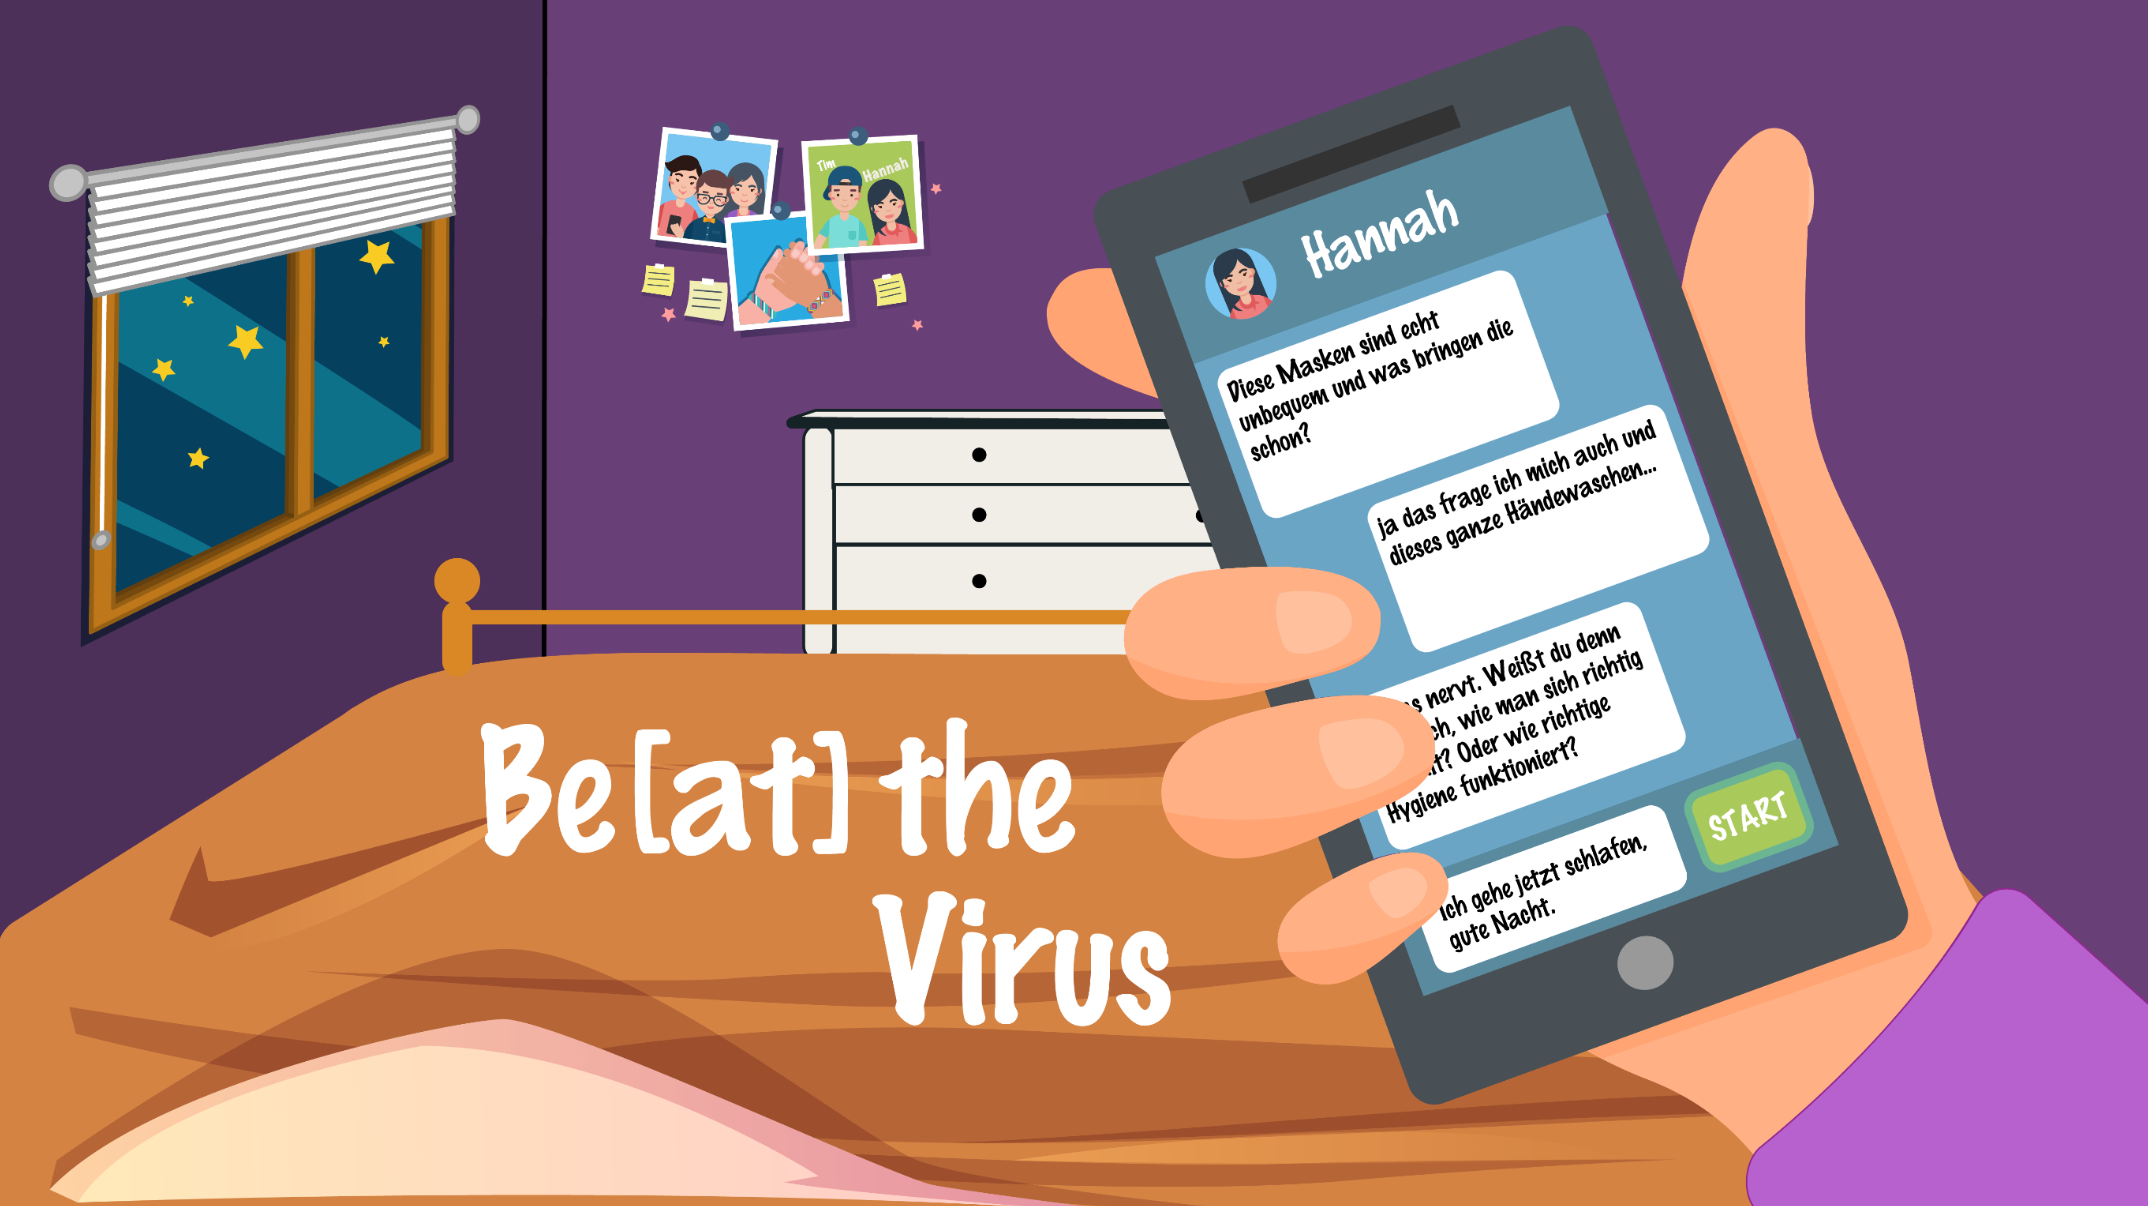 Tim
Hannah
Hannah
Diese Masken sind echt
unbequem und was bringen die
schon?
ja das frage ich mich auch und
dieses ganze Händewaschen...
nervt. Weißt du denn
wie man sich richtig
Oder wie richtige
Hygiene funktioniert?
Ich gehe jetzt schlafen,
gute Nacht.
START
Be[at] the
Virus